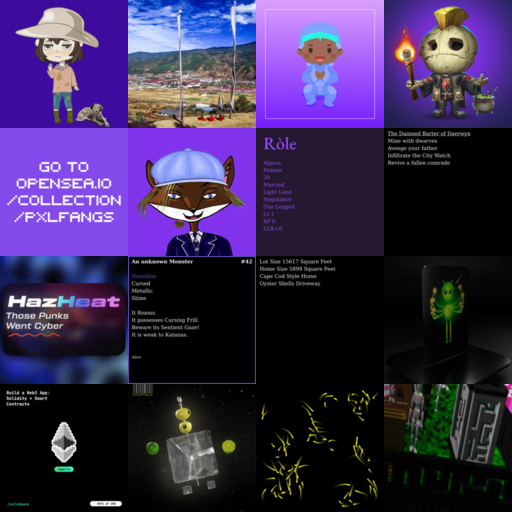 GO TO
OPENSEA.IO
/COLLECTION
/PXLFANGS
Ròle
Alpaca
Female
20
Married
Light Land
Negotiator
One Legged
Lv 1
XP 0
LUK+6
The Damned Barter of Daerwyn
Mine with dwarves
Avenge your father
Infiltrate the City Watch
Revive a fallen comrade
HazHeat
Those Punks
Went Cyber
An unknown Monster #42
Slateblue
Cursed
Metallic
Slime
It Roams.
It possesses Cursing Frill.
Beware its Sentient Gaze!
It is weak to Katanas.
Alive
Lot Size 15617 Square Feet
Home Size 5899 Square Feet
Cape Cod Style Home
Oyster Shells Driveway
Build a Web3 App:
Solidity + Smart
Contracts